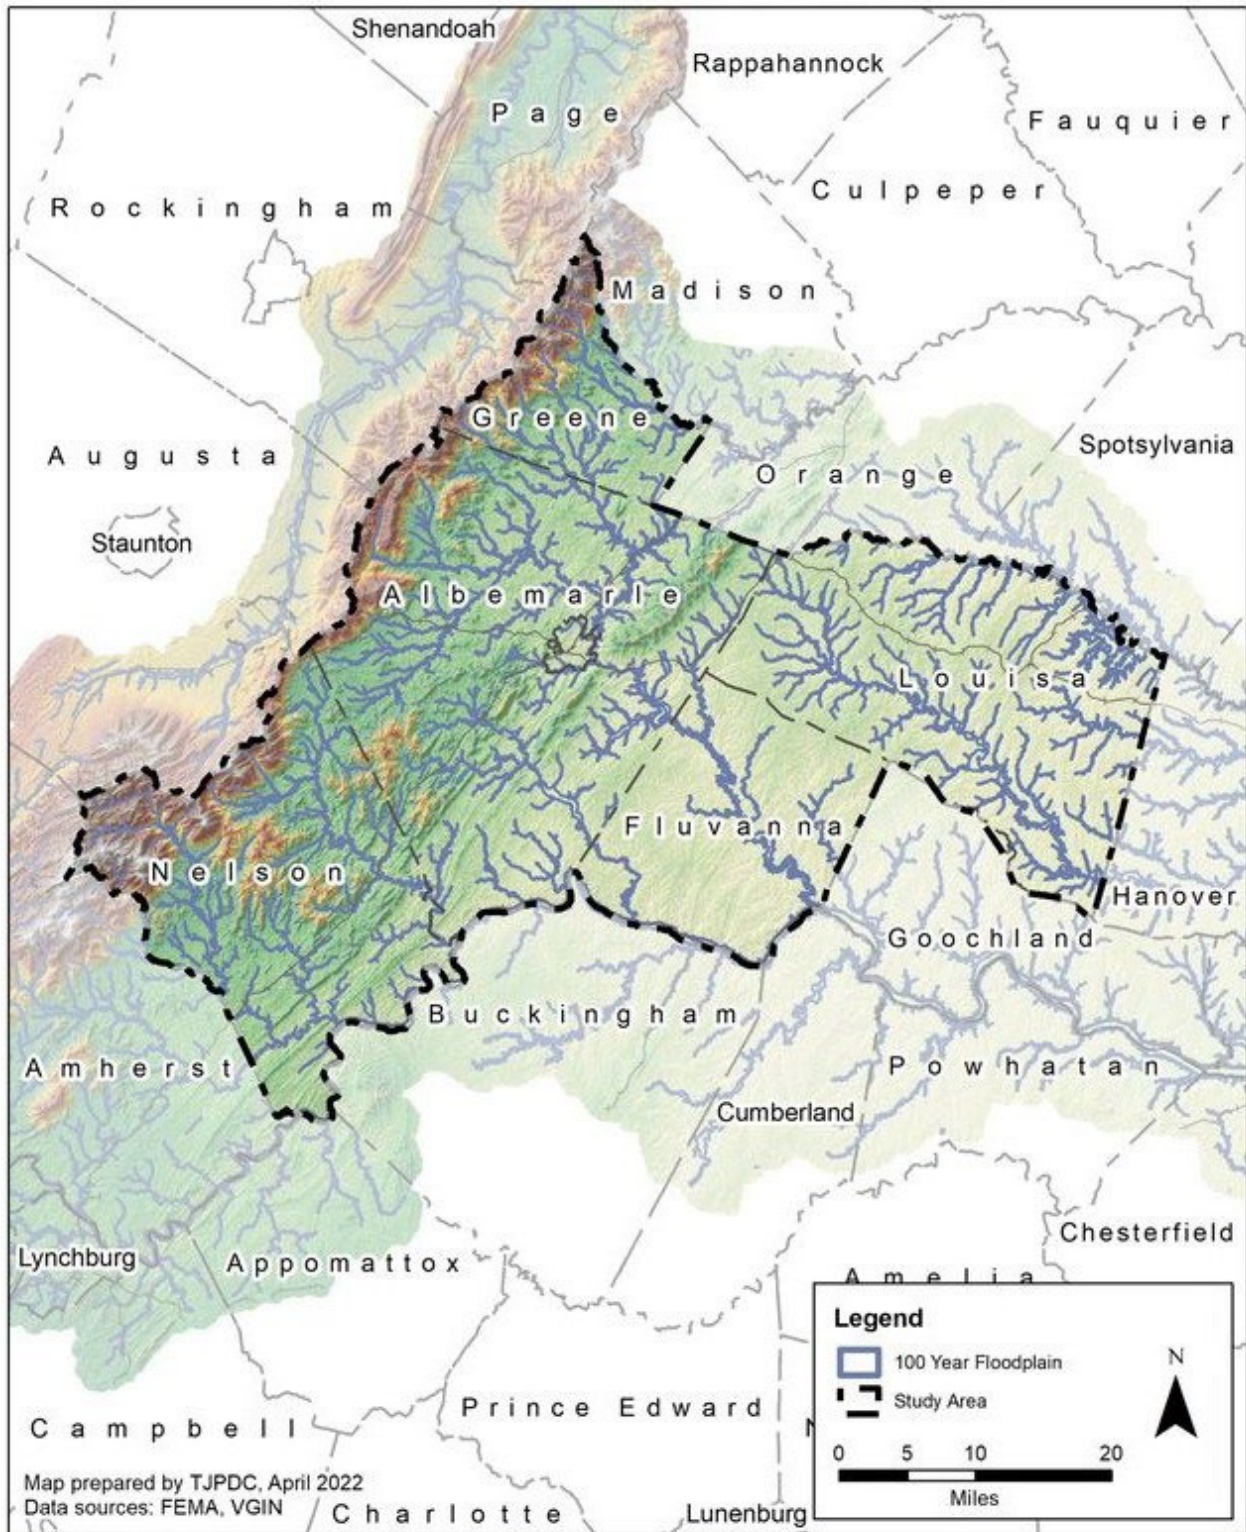 Shenandoah
Rappahannock
Page
Fauquier
Culpeper
Rockingham
Madison
Greene
Spotsylvania
Augusta
Orange
Staunton
Albemarle
Louisa
Fluvanna
Nelson
Hanover
Goochland
Buckingham
Amherst
Powhatan
Cumberland
Chesterfield
Lynchburg
Appomattox
Amelia
Legend
100 Year Floodplain
Study Area
N
0 5 10 20
Miles
Prince Edward
N
Campbell
Map prepared by TJPDC, April 2022
Data sources: FEMA, VGIN
Charlotte
Lunenburg